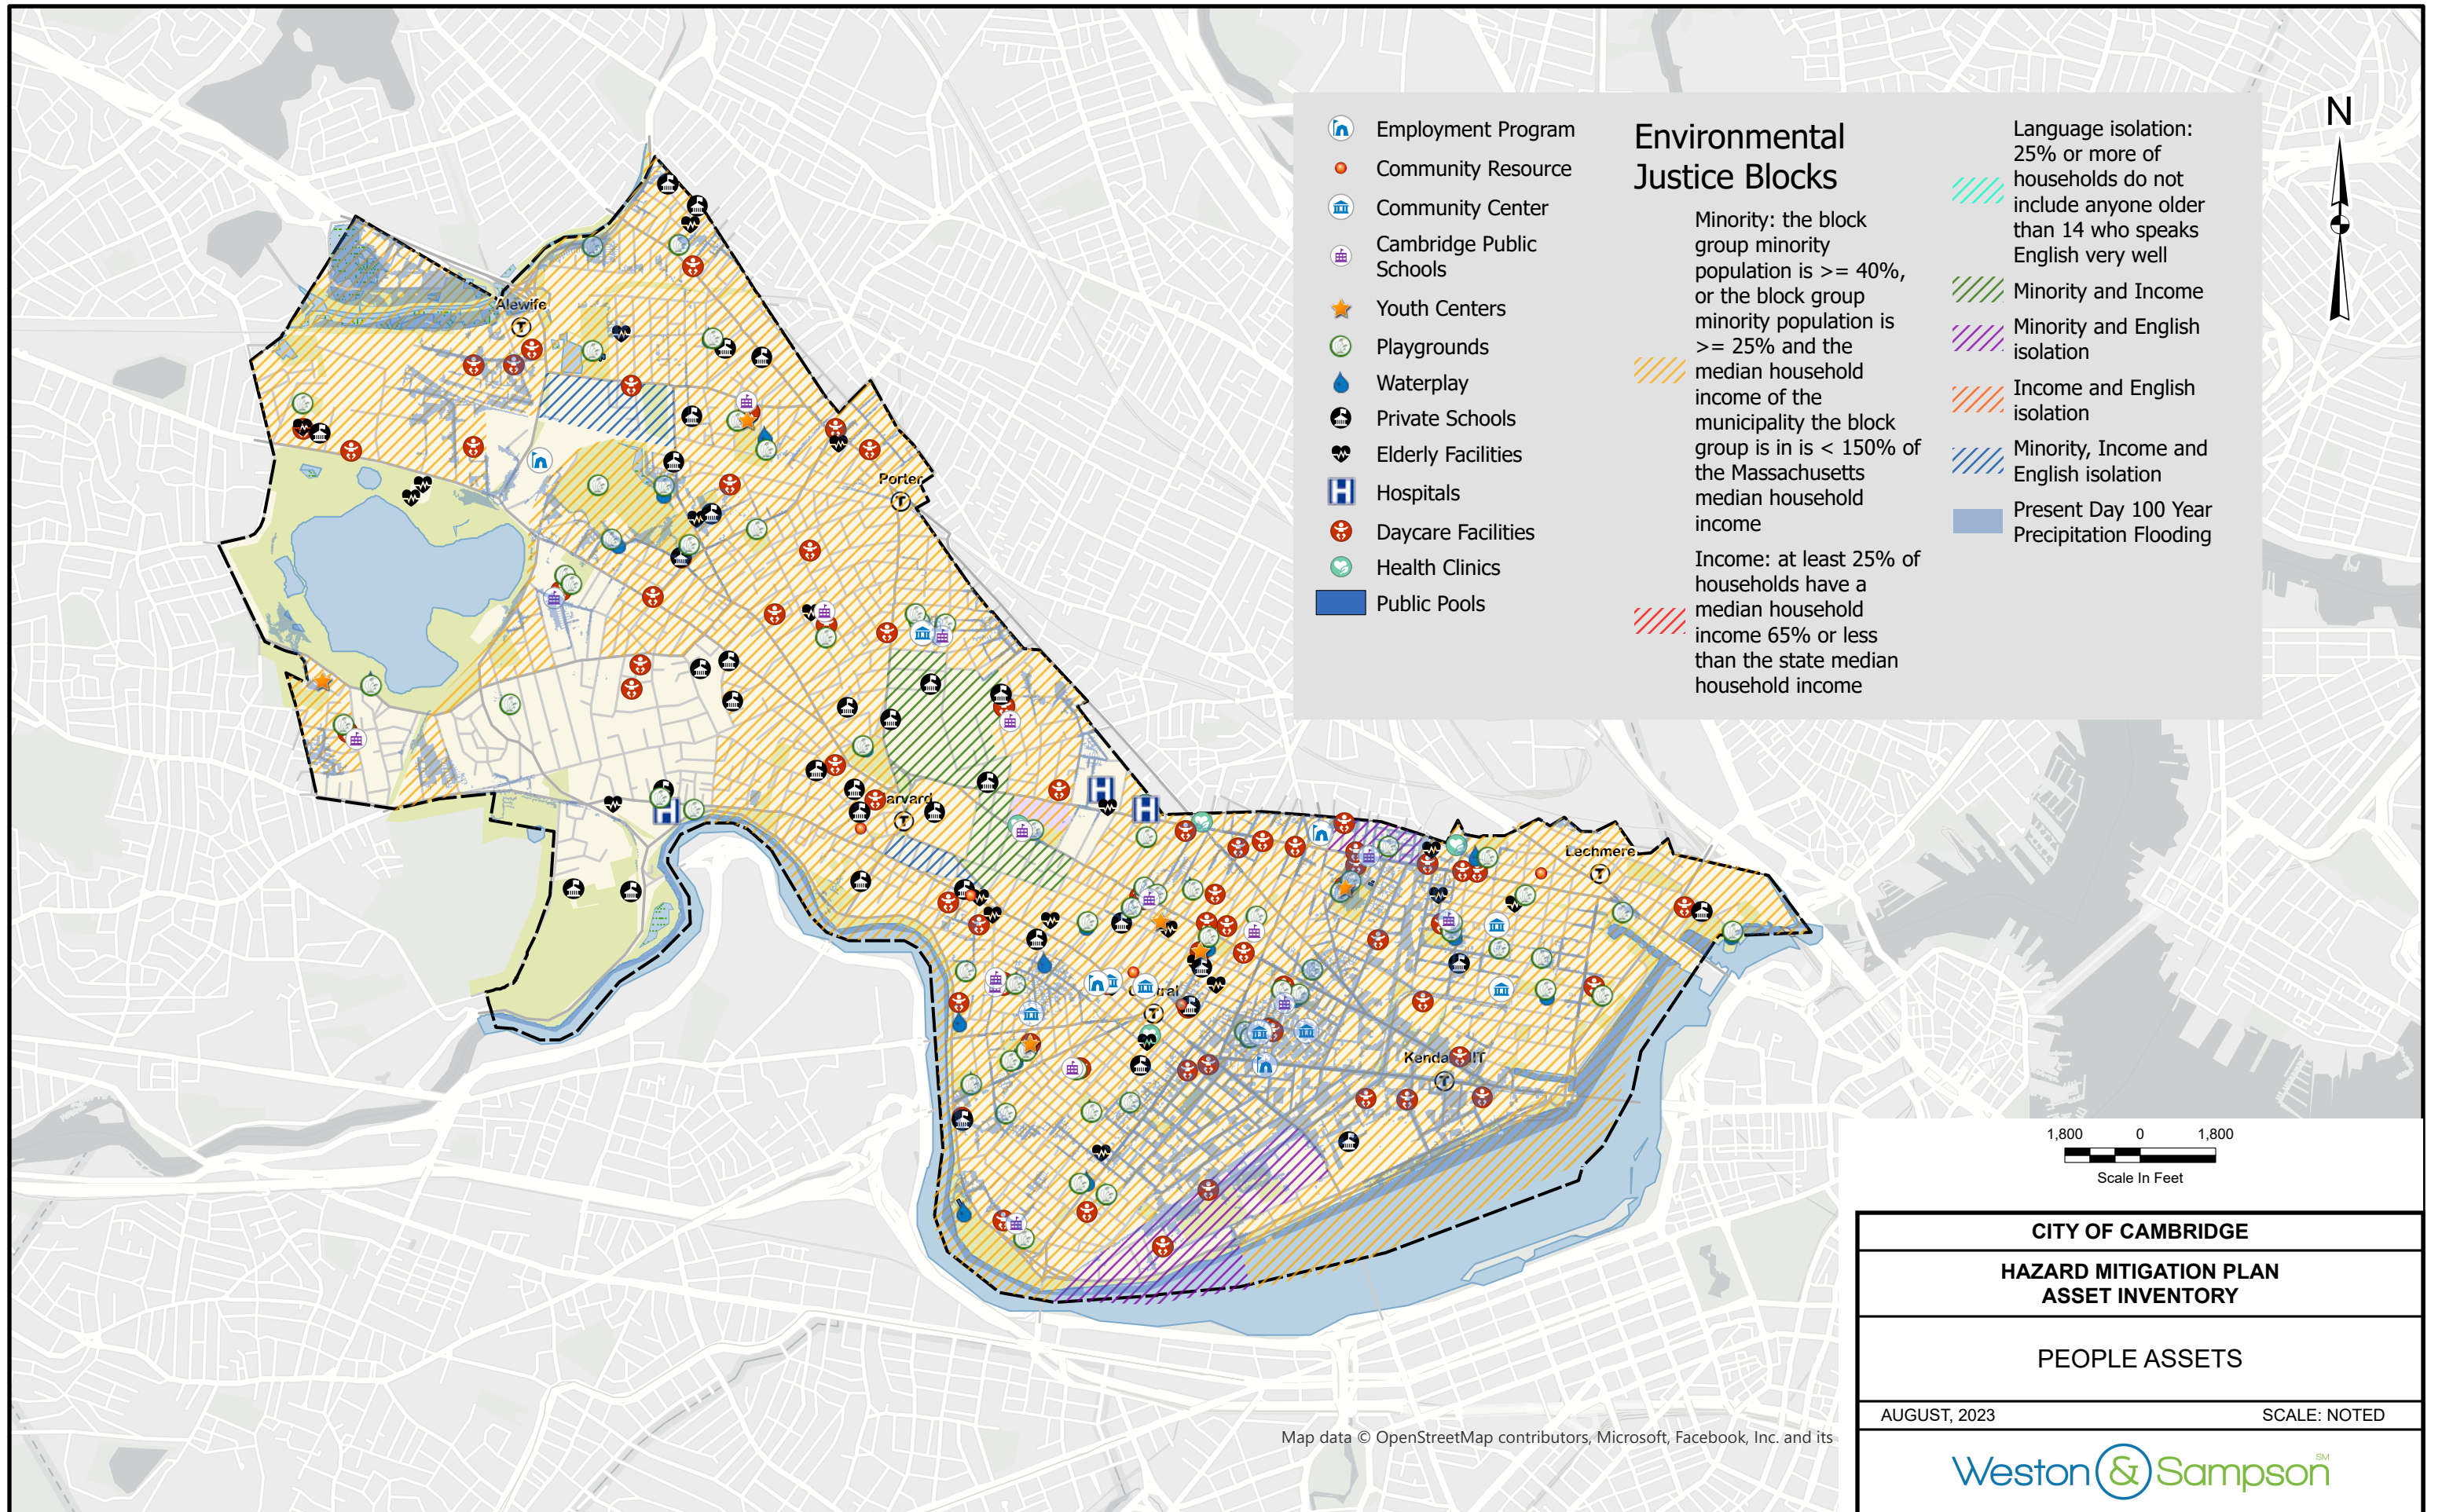 N
Employment Program
Community Resource
Community Center
Cambridge Public
Schools
Youth Centers
Playgrounds
Waterplay
Private Schools
Elderly Facilities
H
Hospitals
Daycare Facilities
Health Clinics
Public Pools
Environmental
Justice Blocks
Minority: the block
group minority
population is >= 40%,
or the block group
minority population is
>= 25% and the
median household
income of the
municipality the block
group is in is < 150% of
the Massachusetts
median household
income
Income: at least 25% of
households have a
median household
income 65% or less
than the state median
household income
Language isolation:
25% or more of
households do not
include anyone older
than 14 who speaks
English very well
Minority and Income
Minority and English
isolation
Income and English
isolation
Minority, Income and
English isolation
Present Day 100 Year
Precipitation Flooding
Alewife
T
Porter
T
H
H
H
Harvard
T
Lechmere
T
Central
T
Kendall/MIT
T
1,800 0 1,800
Scale In Feet
CITY OF CAMBRIDGE
HAZARD MITIGATION PLAN
ASSET INVENTORY
PEOPLE ASSETS
AUGUST, 2023 SCALE: NOTED
Map data © OpenStreetMap contributors, Microsoft, Facebook, Inc. and its
Weston & Sampson SM